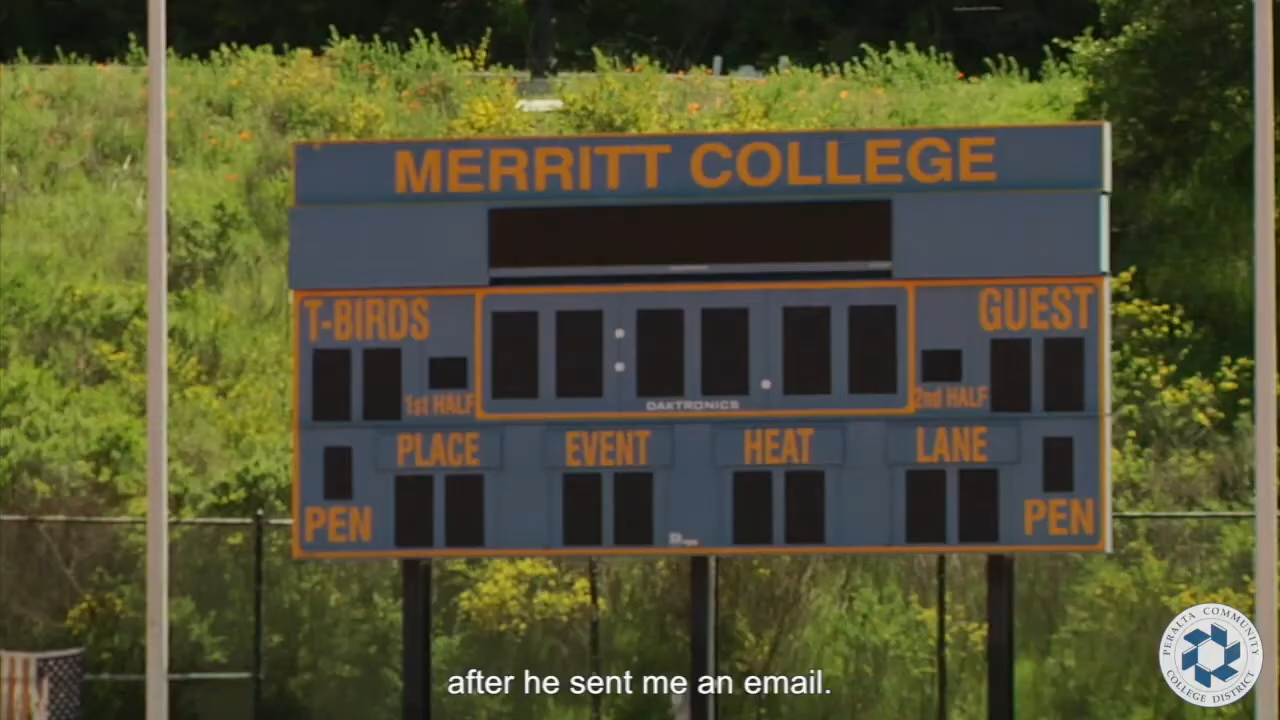 MERRITT COLLEGE
T-BIRDS
GUEST
1st HALF
2nd HALF
DAKTRONICS
PLACE
EVENT
HEAT
LANE
PEN
PEN
after he sent me an email.
PERALTA COMMUNITY
COLLEGE DISTRICT